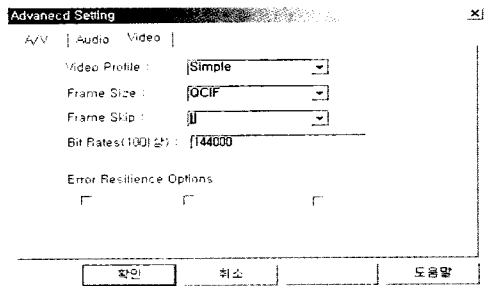 Advanecd Setting
A/V Audio Video
Video Profile : Simple
Frame Size : QCIF
Frame Skip :
Bit Rates(100이상) : 144000
Error Resilience Options
확인 취소 도움말